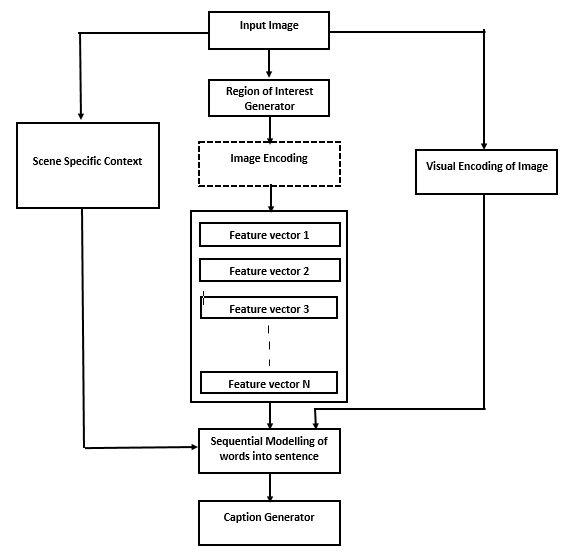 Input Image
Region of Interest
Generator
Scene Specific Context
Image Encoding
Visual Encoding of Image
Feature vector 1
Feature vector 2
Feature vector 3
Feature vector N
Sequential Modelling of
words into sentence
Caption Generator